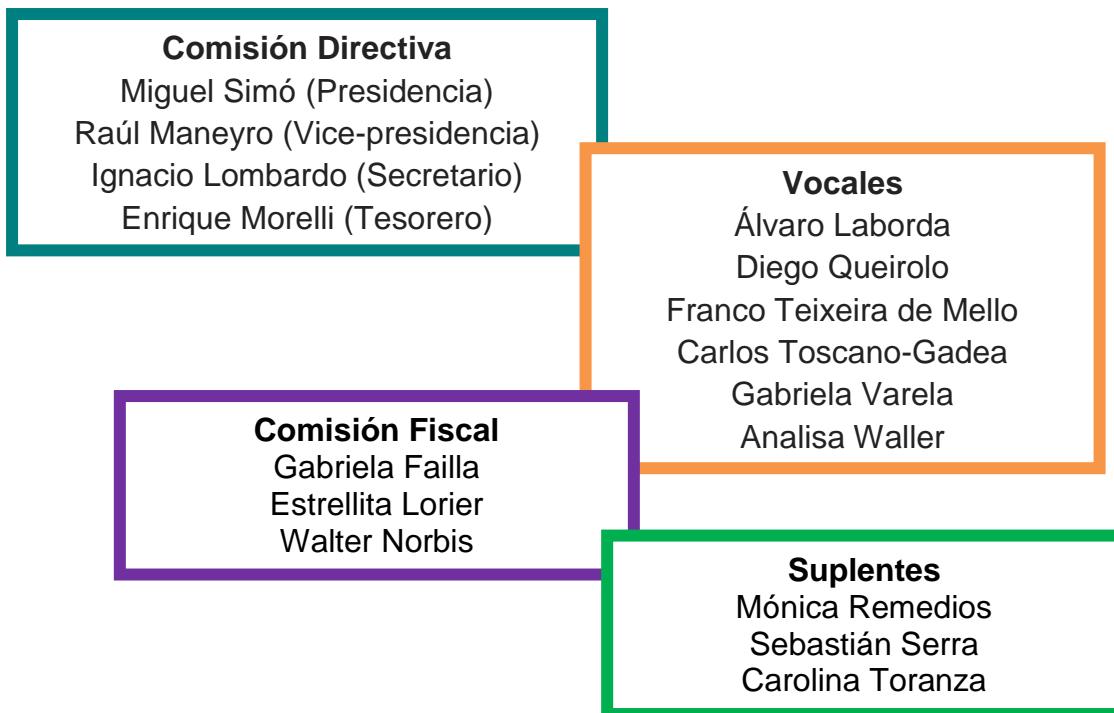 Comisión Directiva
Miguel Simó (Presidencia)
Raúl Maneyro (Vice-presidencia)
Ignacio Lombardo (Secretario)
Enrique Morelli (Tesorero)
Vocales
Álvaro Laborda
Diego Queirolo
Franco Teixeira de Mello
Carlos Toscano-Gadea
Gabriela Varela
Analisa Waller
Comisión Fiscal
Gabriela Failla
Estrellita Lorier
Walter Norbis
Suplentes
Mónica Remedios
Sebastián Serra
Carolina Toranza